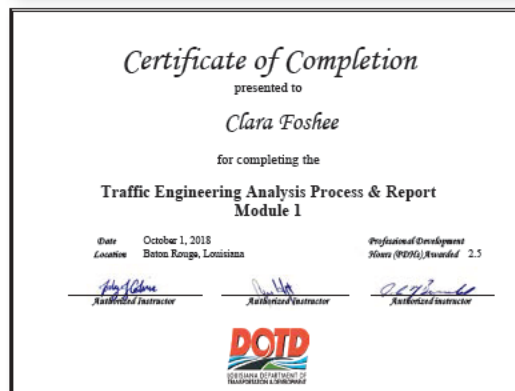 Certificate of Completion
presented to
Clara Foshee
for completing the
Traffic Engineering Analysis Process & Report
Module 1
Date October 1, 2018
Location Baton Rouge, Louisiana
Professional Development
Hours (PDHs) Awarded 2.5
Authorized Instructor
Authorized Instructor
Authorized Instructor
DOTD
LOUISIANA DEPARTMENT OF
TRANSPORTATION & DEVELOPMENT